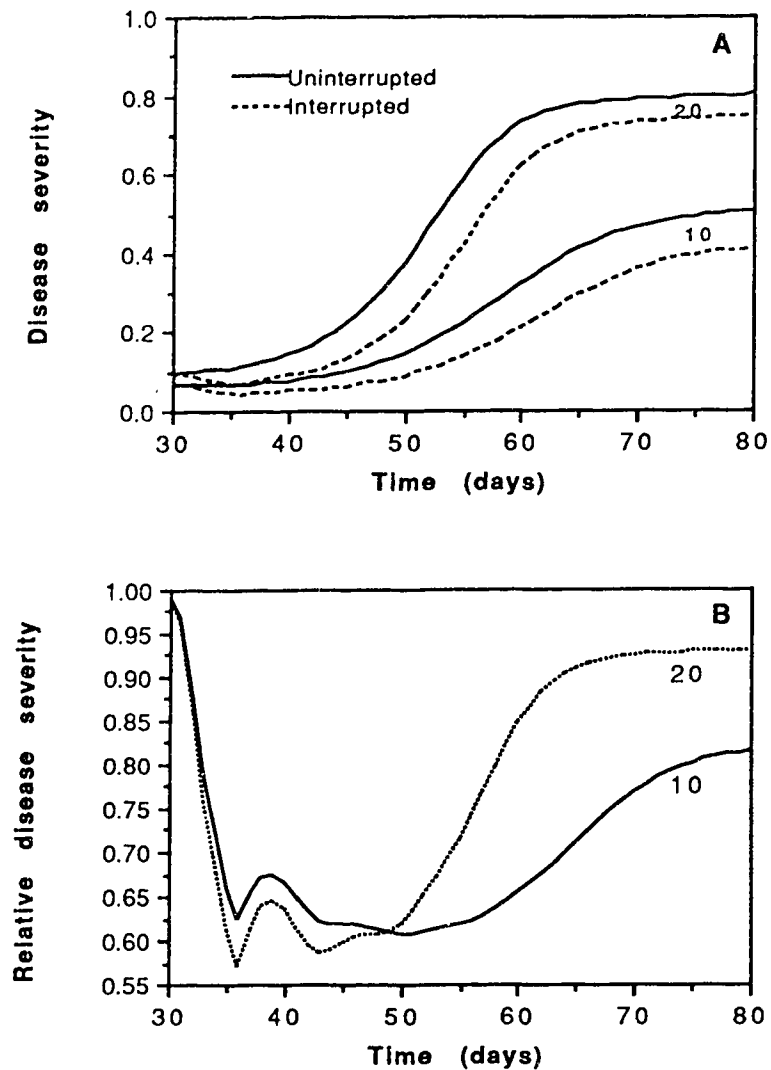 A
Uninterrupted
Interrupted
20
10
1.0
0.8
0.6
0.4
0.2
0.0
Disease severity
30 40 50 60 70 80
Time (days)
B
20
10
1.00
0.95
0.90
0.85
0.80
0.75
0.70
0.65
0.60
0.55
Relative disease severity
30 40 50 60 70 80
Time (days)